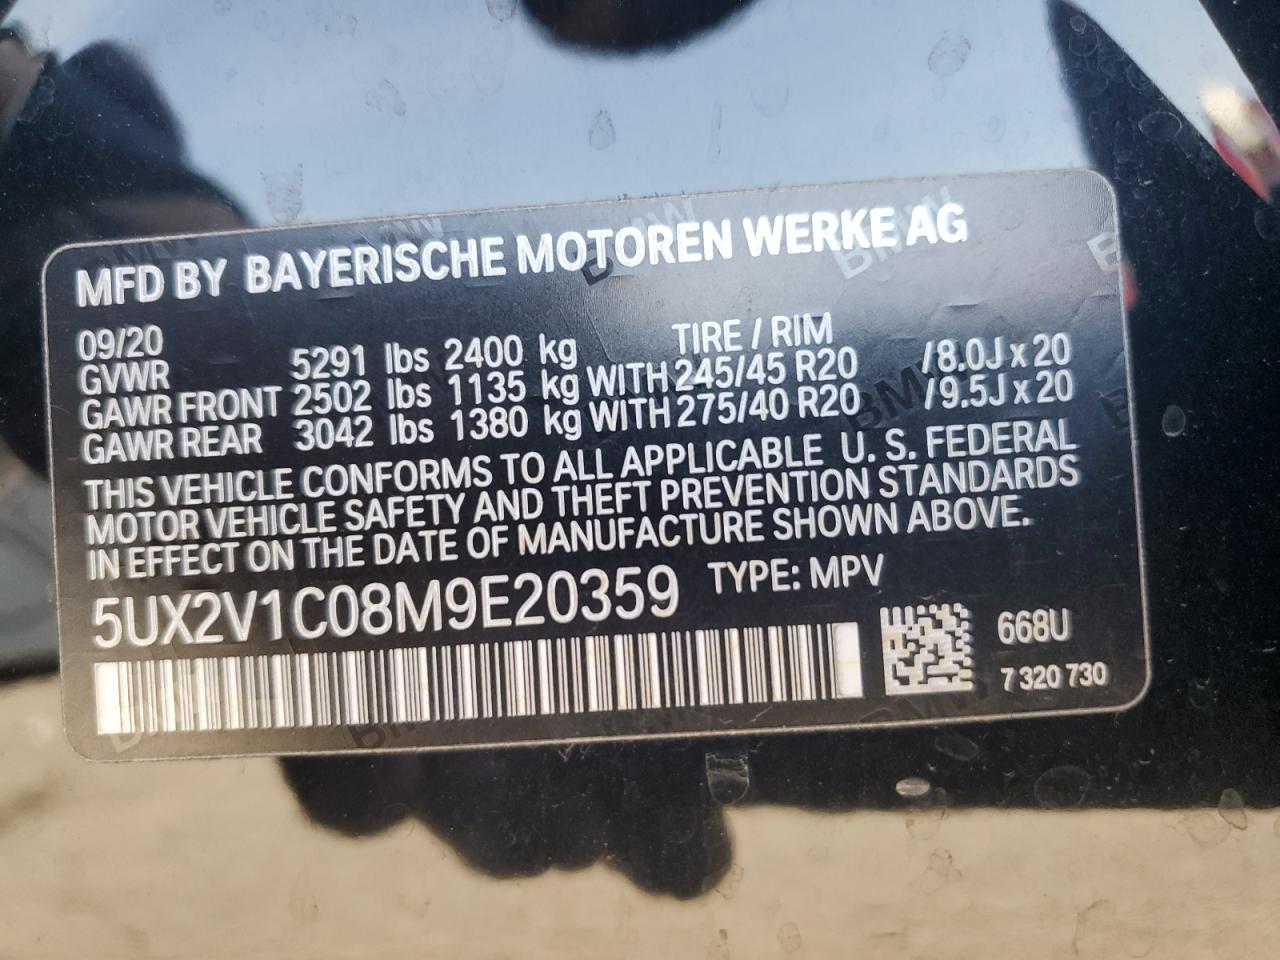 MFD BY BAYERISCHE MOTOREN WERKE AG
09/20 TIRE / RIM
GVWR 5291 lbs 2400 kg
GAWR FRONT 2502 lbs 1135 kg WITH 245/45 R20 /8.0J x 20
GAWR REAR 3042 lbs 1380 kg WITH 275/40 R20 /9.5J x 20
THIS VEHICLE CONFORMS TO ALL APPLICABLE U. S. FEDERAL
MOTOR VEHICLE SAFETY AND THEFT PREVENTION STANDARDS
IN EFFECT ON THE DATE OF MANUFACTURE SHOWN ABOVE.
5UX2V1C08M9E20359 TYPE: MPV
668U
7 320 730